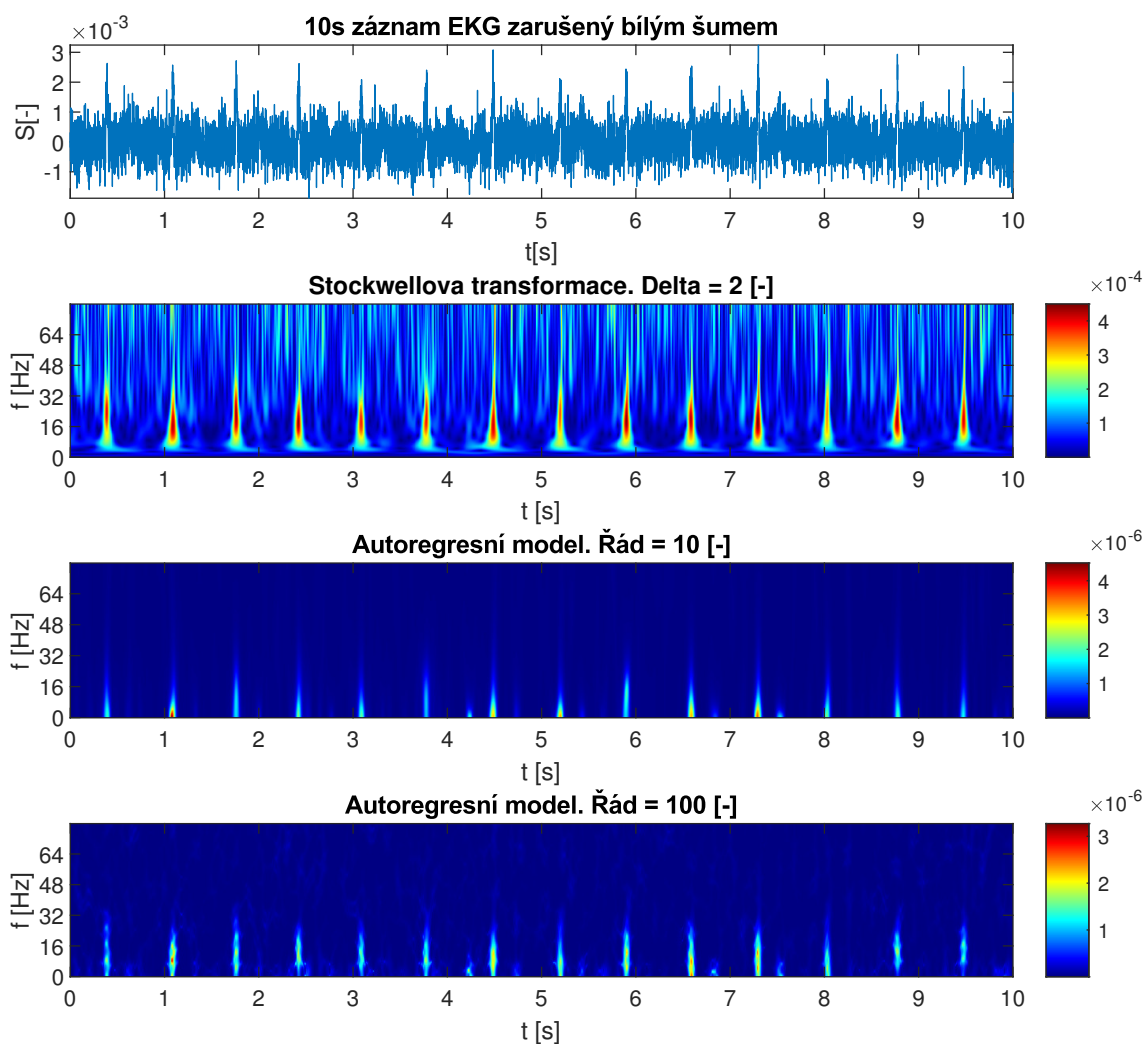 10s záznam EKG zarušený bílým šumem
×10-3
3
2
1
0
-1
S[-]
0 1 2 3 4 5 6 7 8 9 10
t[s]
Stockwellova transformace. Delta = 2 [-]
×10-4
64
48
32
16
0
f [Hz]
4
3
2
1
0 1 2 3 4 5 6 7 8 9 10
t [s]
Autoregresní model. Řád = 10 [-]
×10-6
64
48
32
16
0
f [Hz]
4
3
2
1
0 1 2 3 4 5 6 7 8 9 10
t [s]
Autoregresní model. Řád = 100 [-]
×10-6
64
48
32
16
0
f [Hz]
3
2
1
0 1 2 3 4 5 6 7 8 9 10
t [s]